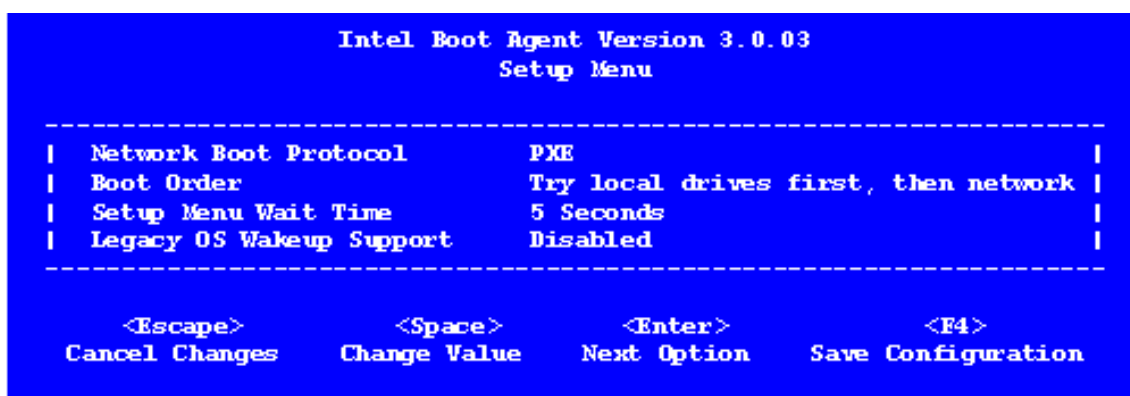 Intel Boot Agent Version 3.0.03
Setup Menu
Network Boot Protocol PXE
Boot Order Try local drives first, then network
Setup Menu Wait Time 5 Seconds
Legacy OS Wakeup Support Disabled
<Escape> <Space> <Enter> <F4>
Cancel Changes Change Value Next Option Save Configuration